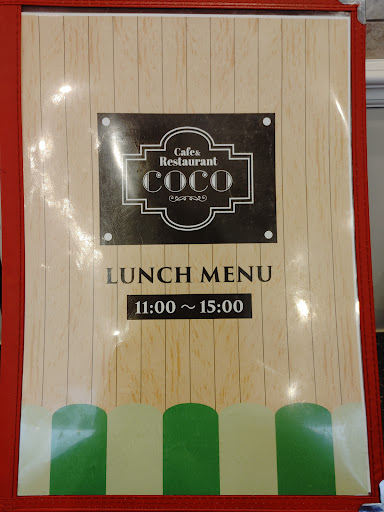 Cafe&
Restaurant
COCO
LUNCH MENU
11:00 ～ 15:00